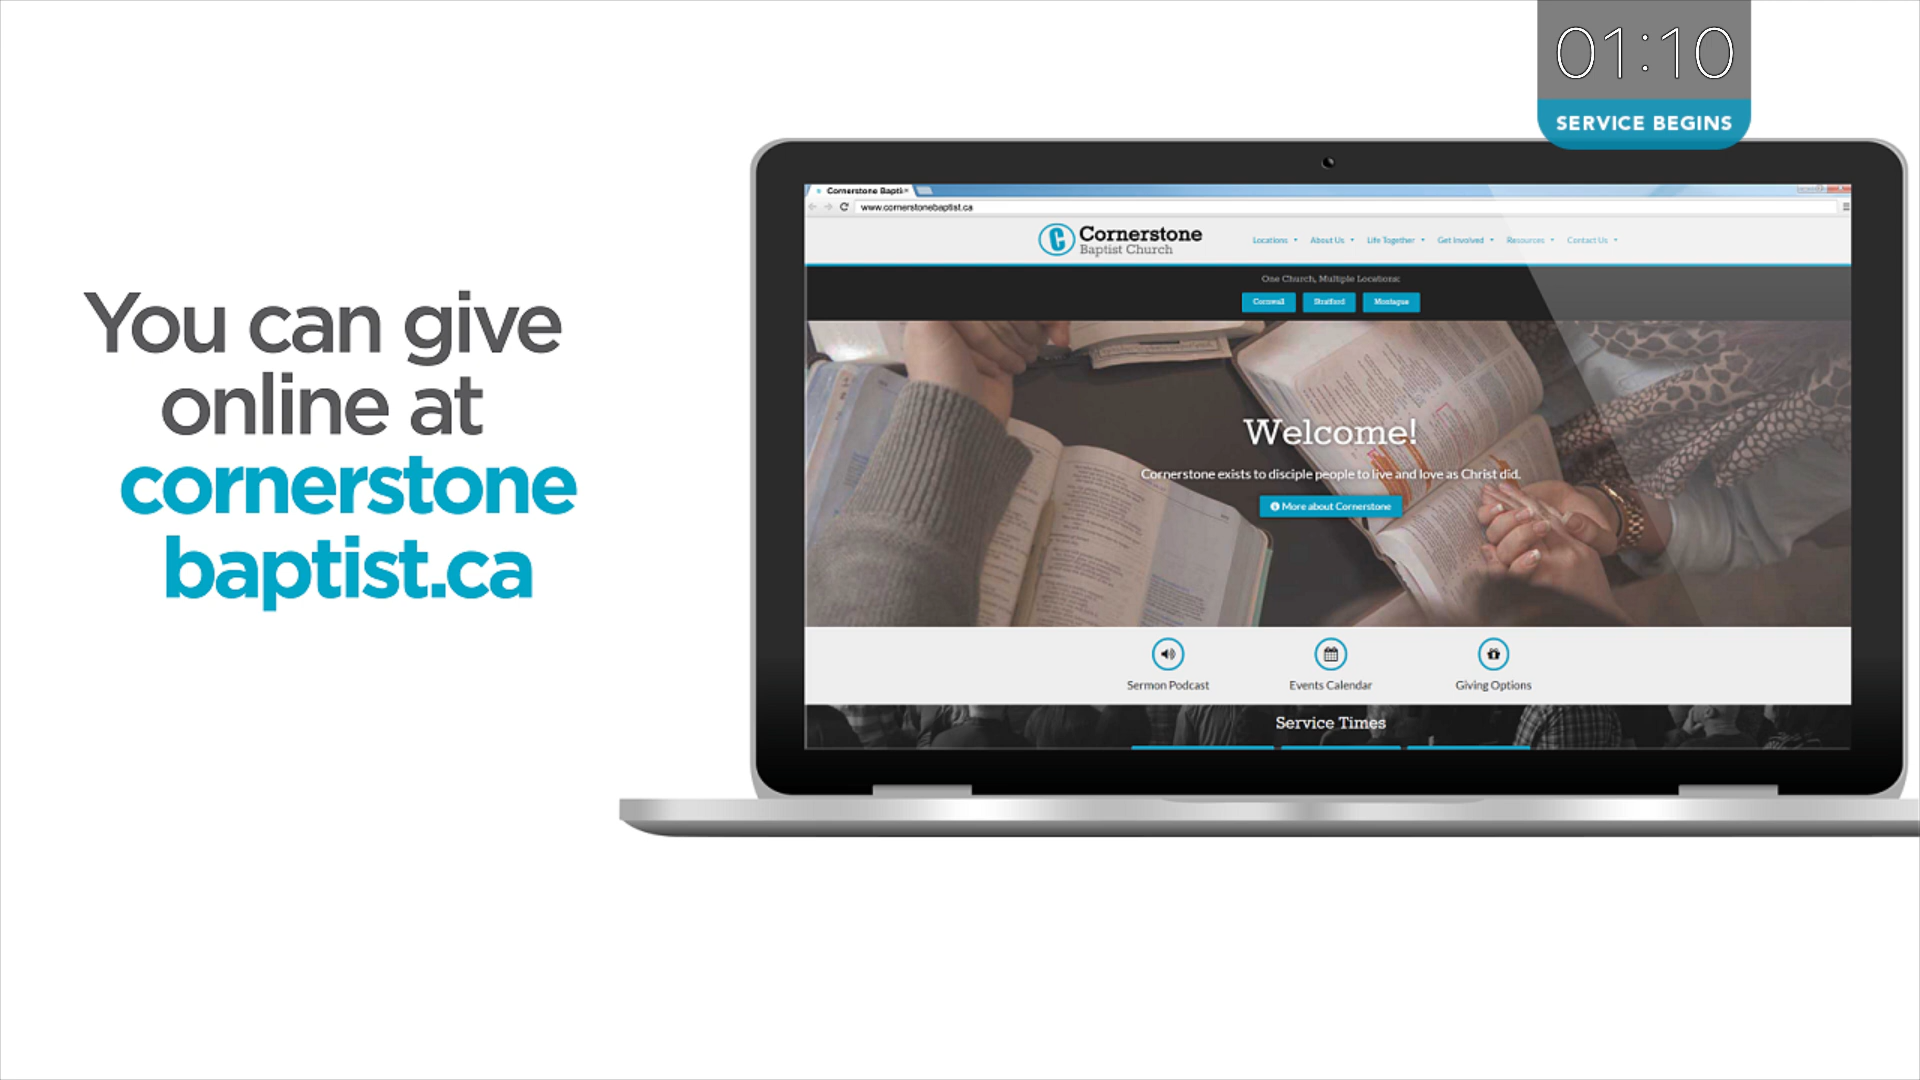 01:10
SERVICE BEGINS
You can give
online at
cornerstone
baptist.ca
Cornerstone Bapti
www.cornerstonebaptist.ca
C Cornerstone
Baptist Church
Locations About Us Life Together Get Involved Resources Contact Us
One Church, Multiple Locations:
Cornwall Stratford Montague
Welcome!
Cornerstone exists to disciple people to live and love as Christ did.
More about Cornerstone
Sermon Podcast Events Calendar Giving Options
Service Times